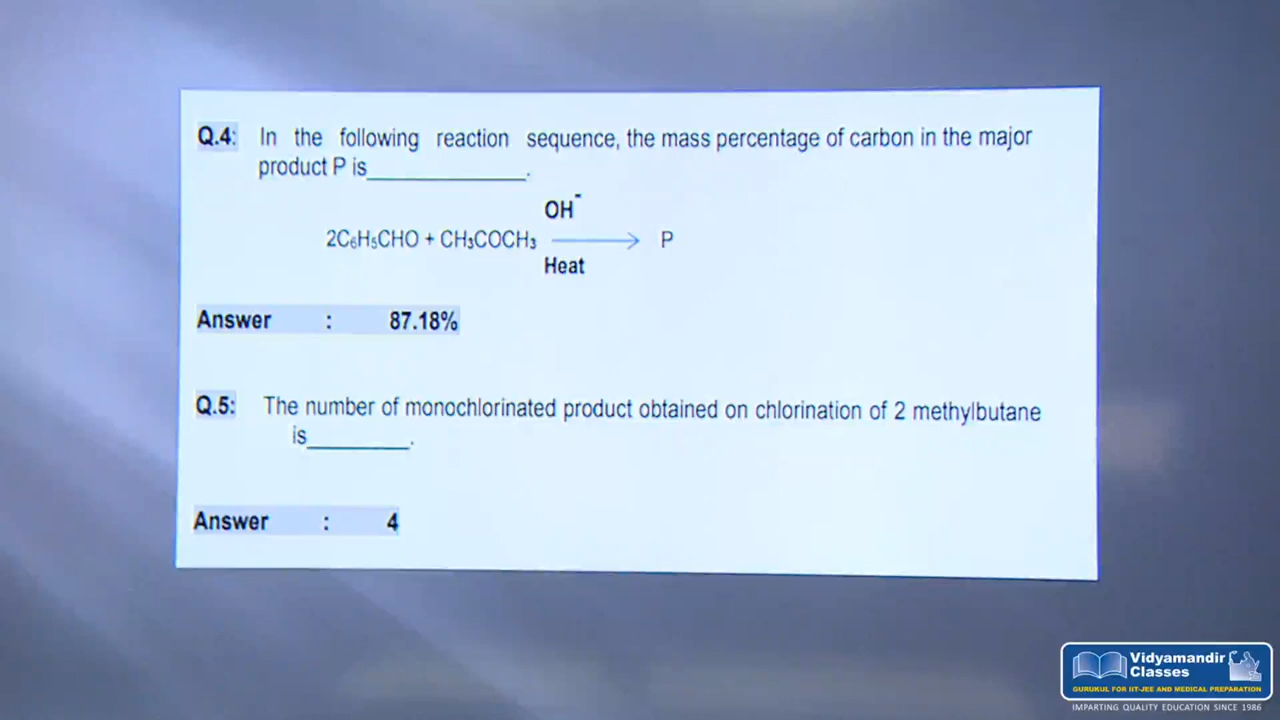 Q.4: In the following reaction sequence, the mass percentage of carbon in the major
product P is____________.
OH⁻
2C₆H₅CHO + CH₃COCH₃ ⟶ P
Heat
Answer : 87.18%
Q.5: The number of monochlorinated product obtained on chlorination of 2 methylbutane
is________.
Answer : 4
Vidyamandir
Classes
GURUKUL FOR IIT-JEE AND MEDICAL PREPARATION
IMPARTING QUALITY EDUCATION SINCE 1986